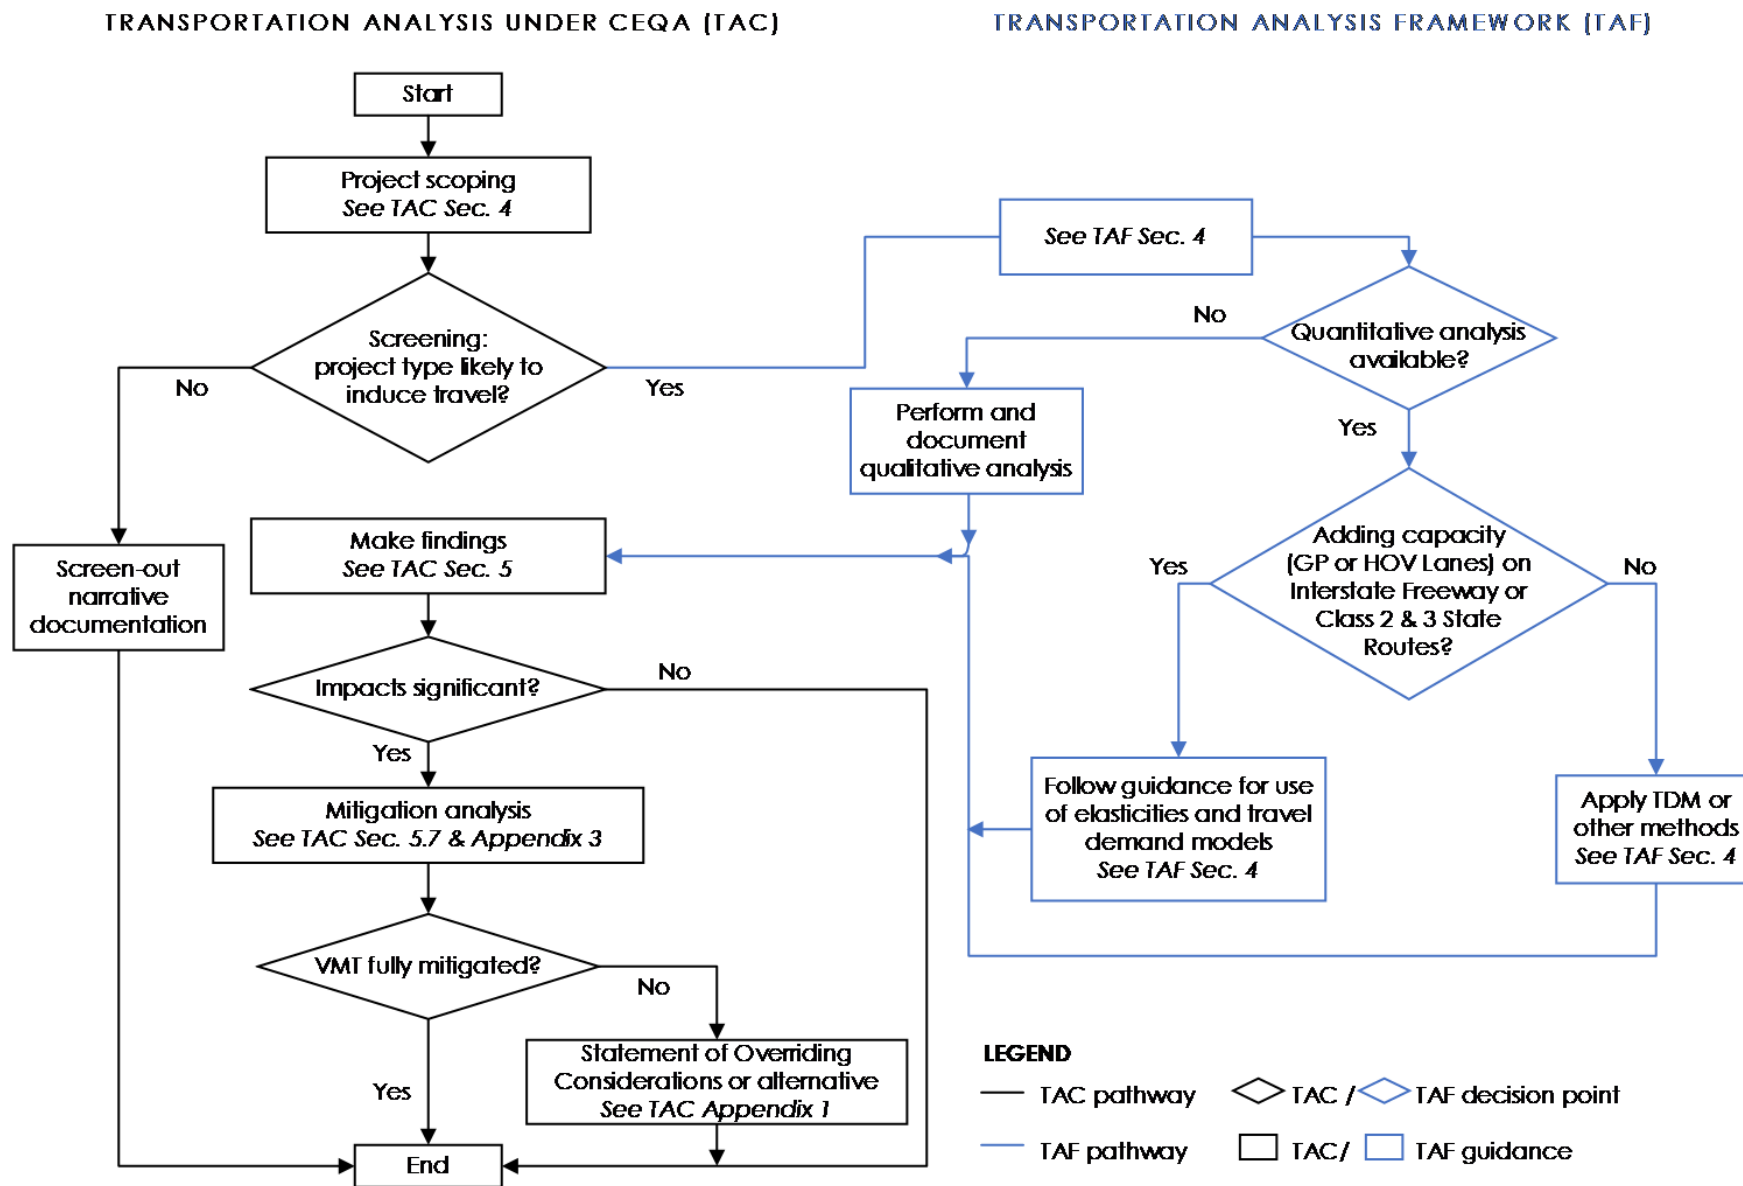 TRANSPORTATION ANALYSIS UNDER CEQA (TAC)
TRANSPORTATION ANALYSIS FRAMEWORK (TAF)
Start
Project scoping
See TAC Sec. 4
Screening:
project type likely to
induce travel?
No
Yes
Screen-out
narrative
documentation
See TAF Sec. 4
Quantitative analysis
available?
No
Yes
Perform and
document
qualitative analysis
Adding capacity
(GP or HOV Lanes) on
Interstate Freeway or
Class 2 & 3 State
Routes?
Yes
No
Follow guidance for use
of elasticities and travel
demand models
See TAF Sec. 4
Apply TDM or
other methods
See TAF Sec. 4
Make findings
See TAC Sec. 5
Impacts significant?
No
Yes
Mitigation analysis
See TAC Sec. 5.7 & Appendix 3
VMT fully mitigated?
No
Yes
Statement of Overriding
Considerations or alternative
See TAC Appendix 1
End
LEGEND
TAC pathway
TAC /
TAF decision point
TAF pathway
TAC/
TAF guidance